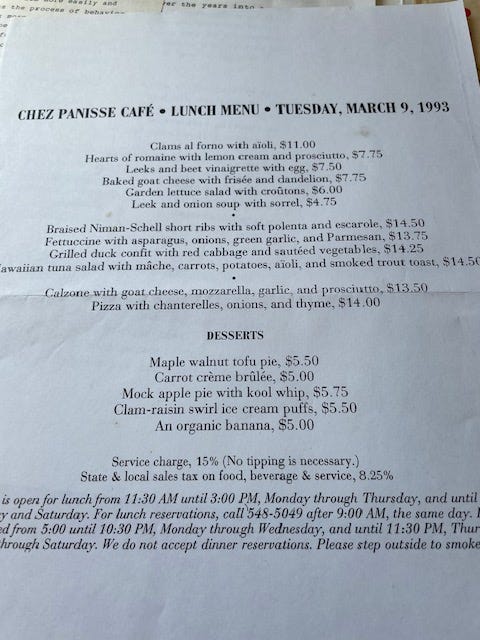 more easily and
er the years into
the process of behavior
CHEZ PANISSE CAFÉ • LUNCH MENU • TUESDAY, MARCH 9, 1993
Clams al forno with aïoli, $11.00
Hearts of romaine with lemon cream and prosciutto, $7.75
Leeks and beet vinaigrette with egg, $7.50
Baked goat cheese with frisée and dandelion, $7.75
Garden lettuce salad with croûtons, $6.00
Leek and onion soup with sorrel, $4.75
•
Braised Niman-Schell short ribs with soft polenta and escarole, $14.50
Fettuccine with asparagus, onions, green garlic, and Parmesan, $13.75
Grilled duck confit with red cabbage and sautéed vegetables, $14.25
awaiian tuna salad with mâche, carrots, potatoes, aïoli, and smoked trout toast, $14.50
•
Calzone with goat cheese, mozzarella, garlic, and prosciutto, $13.50
Pizza with chanterelles, onions, and thyme, $14.00
DESSERTS
Maple walnut tofu pie, $5.50
Carrot crème brûlée, $5.00
Mock apple pie with kool whip, $5.75
Clam-raisin swirl ice cream puffs, $5.50
An organic banana, $5.00
Service charge, 15% (No tipping is necessary.)
State & local sales tax on food, beverage & service, 8.25%
is open for lunch from 11:30 AM until 3:00 PM, Monday through Thursday, and until
y and Saturday. For lunch reservations, call 548-5049 after 9:00 AM, the same day.
ed from 5:00 until 10:30 PM, Monday through Wednesday, and until 11:30 PM, Thur
through Saturday. We do not accept dinner reservations. Please step outside to smoke